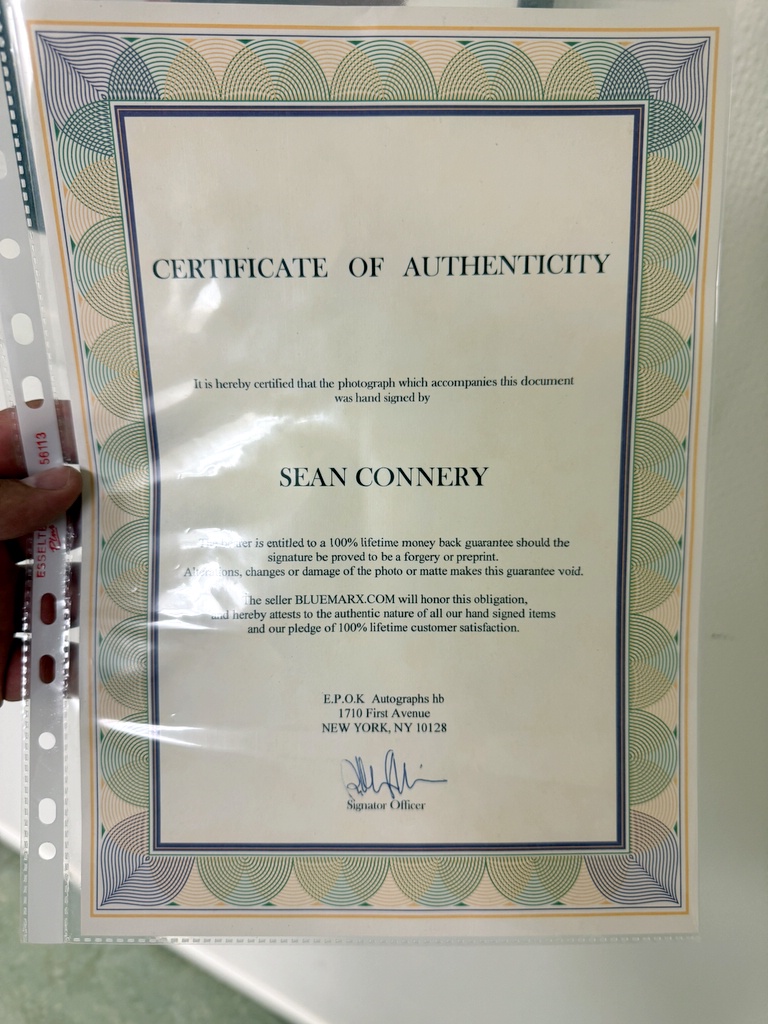 CERTIFICATE OF AUTHENTICITY
It is hereby certified that the photograph which accompanies this document
was hand signed by
SEAN CONNERY
is entitled to a 100% lifetime money back guarantee should the
signature be proved to be a forgery or preprint.
Alterations, changes or damage of the photo or matte makes this guarantee void.
The seller BLUEMARX.COM will honor this obligation,
and hereby attests to the authentic nature of all our hand signed items
and our pledge of 100% lifetime customer satisfaction.
E.P.O.K Autographs hb
1710 First Avenue
NEW YORK, NY 10128
Signator Officer
56113
ESSELTE
Plus